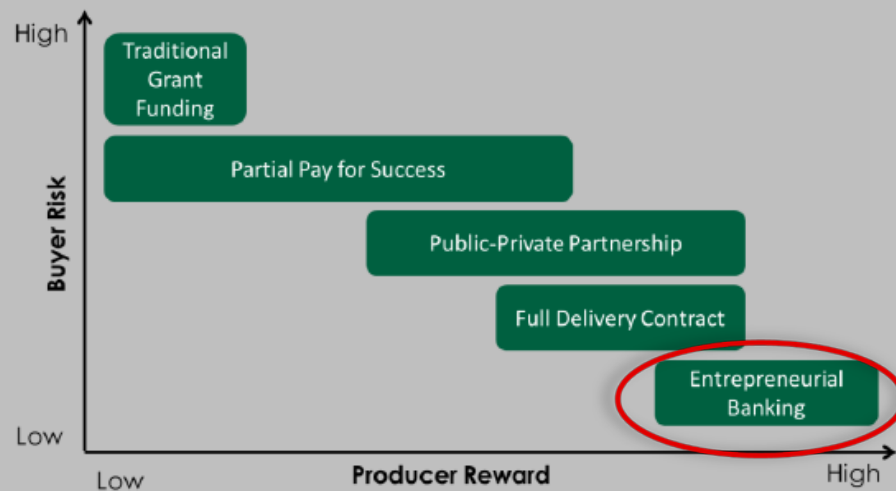 High
Traditional
Grant
Funding
Partial Pay for Success
Buyer Risk
Public-Private Partnership
Full Delivery Contract
Entrepreneurial
Banking
Low
Low
Producer Reward
High